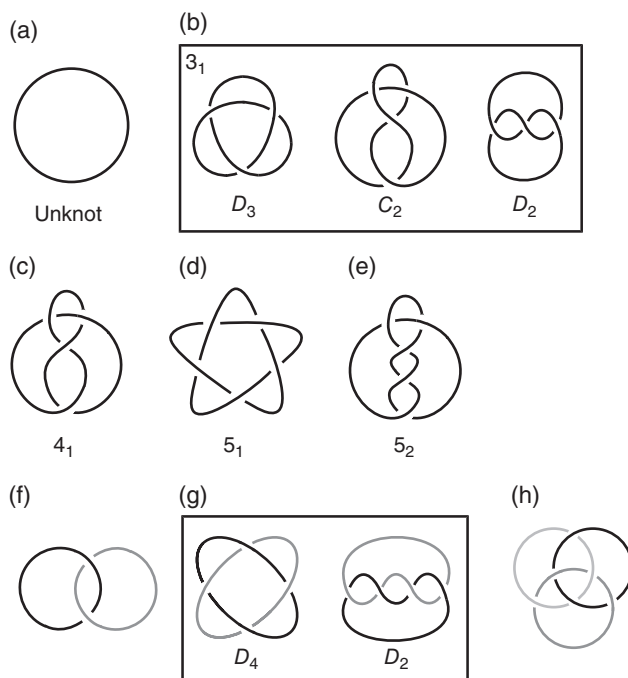 (a)
(b)
3₁
Unknot
D₃
C₂
D₂
(c)
(d)
(e)
4₁
5₁
5₂
(f)
(g)
(h)
D₄
D₂